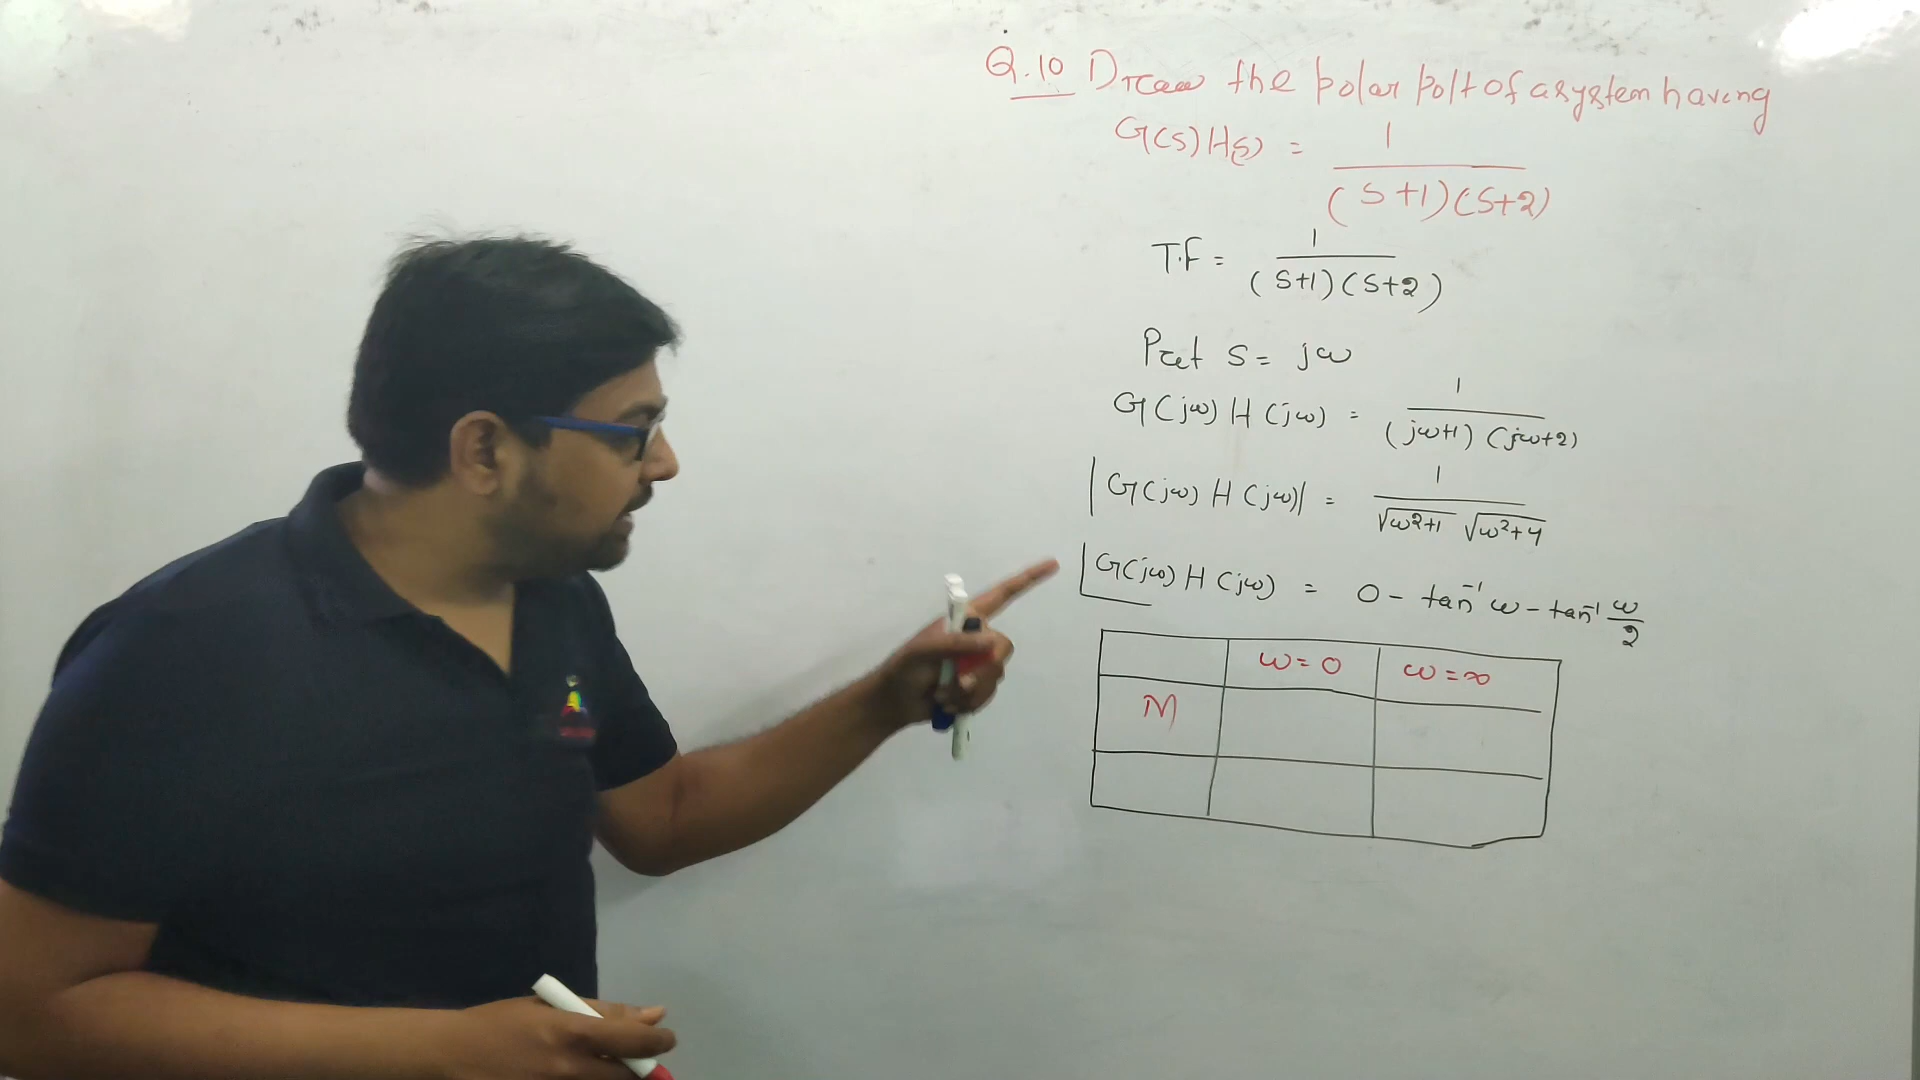 Q.10 Draw the polar polt of a system having
G(s)H(s) = 1 / (s+1)(s+2)
T.F = 1 / (s+1)(s+2)
Put s = jω
G(jω)H(jω) = 1 / (jω+1)(jω+2)
|G(jω)H(jω)| = 1 / √ω²+1 √ω²+4
∠G(jω)H(jω) = 0 - tan⁻¹ω - tan⁻¹ ω/2
ω=0 ω=∞
M